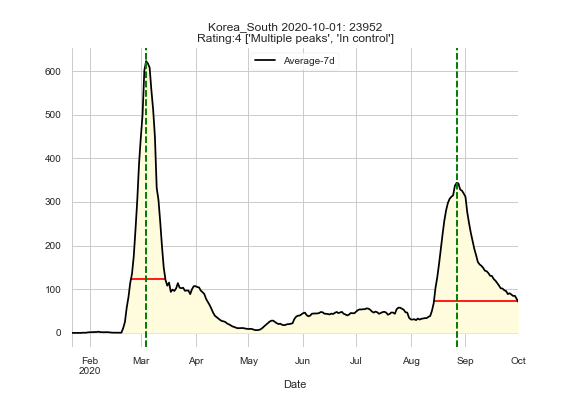 Korea_South 2020-10-01: 23952
Rating:4 ['Multiple peaks', 'In control']
Average-7d
600
500
400
300
200
100
0
Feb
2020
Mar
Apr
May
Jun
Jul
Aug
Sep
Oct
Date